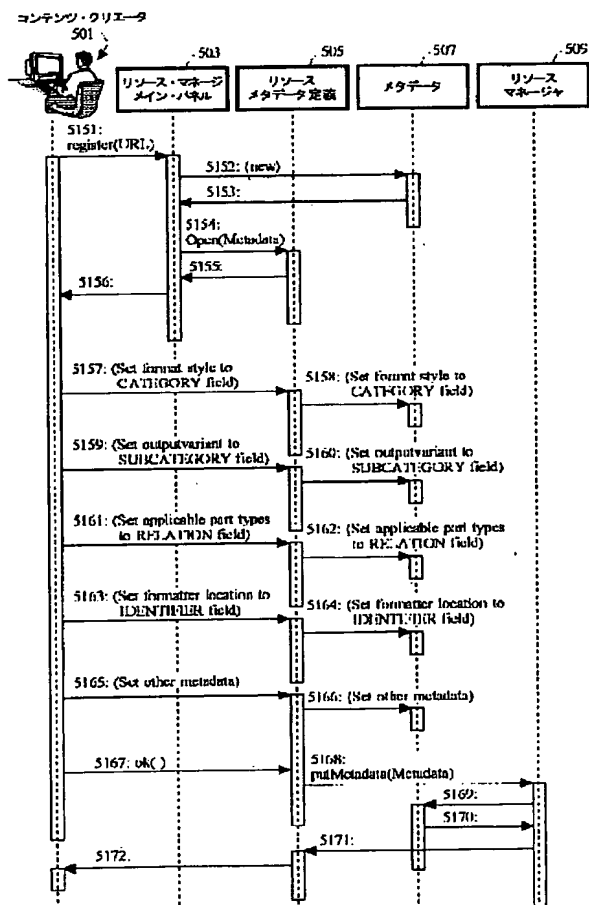 コンテンツ・クリエータ
501
503
505
507
509
リソース・マネージ
メイン・パネル
リソース
メタデータ定義
メタデータ
リソース
マネージャ
5151:
register(URL)
5152: (new)
5153:
5154:
Open(Metadata)
5155:
5156:
5157: (Set format style to
CATEGORY field)
5158: (Set format style to
CATEGORY field)
5159: (Set outputvariant to
SUBCATEGORY field)
5160: (Set outputvariant to
SUBCATEGORY field)
5161: (Set applicable part types
to RELATION field)
5162: (Set applicable part types
to RELATION field)
5163: (Set formatter location to
IDENTIFIER field)
5164: (Set formatter location to
IDENTIFIER field)
5165: (Set other metadata)
5166: (Set other metadata)
5167: ok( )
5168:
putMetadata(Metadata)
5169:
5170:
5171:
5172: